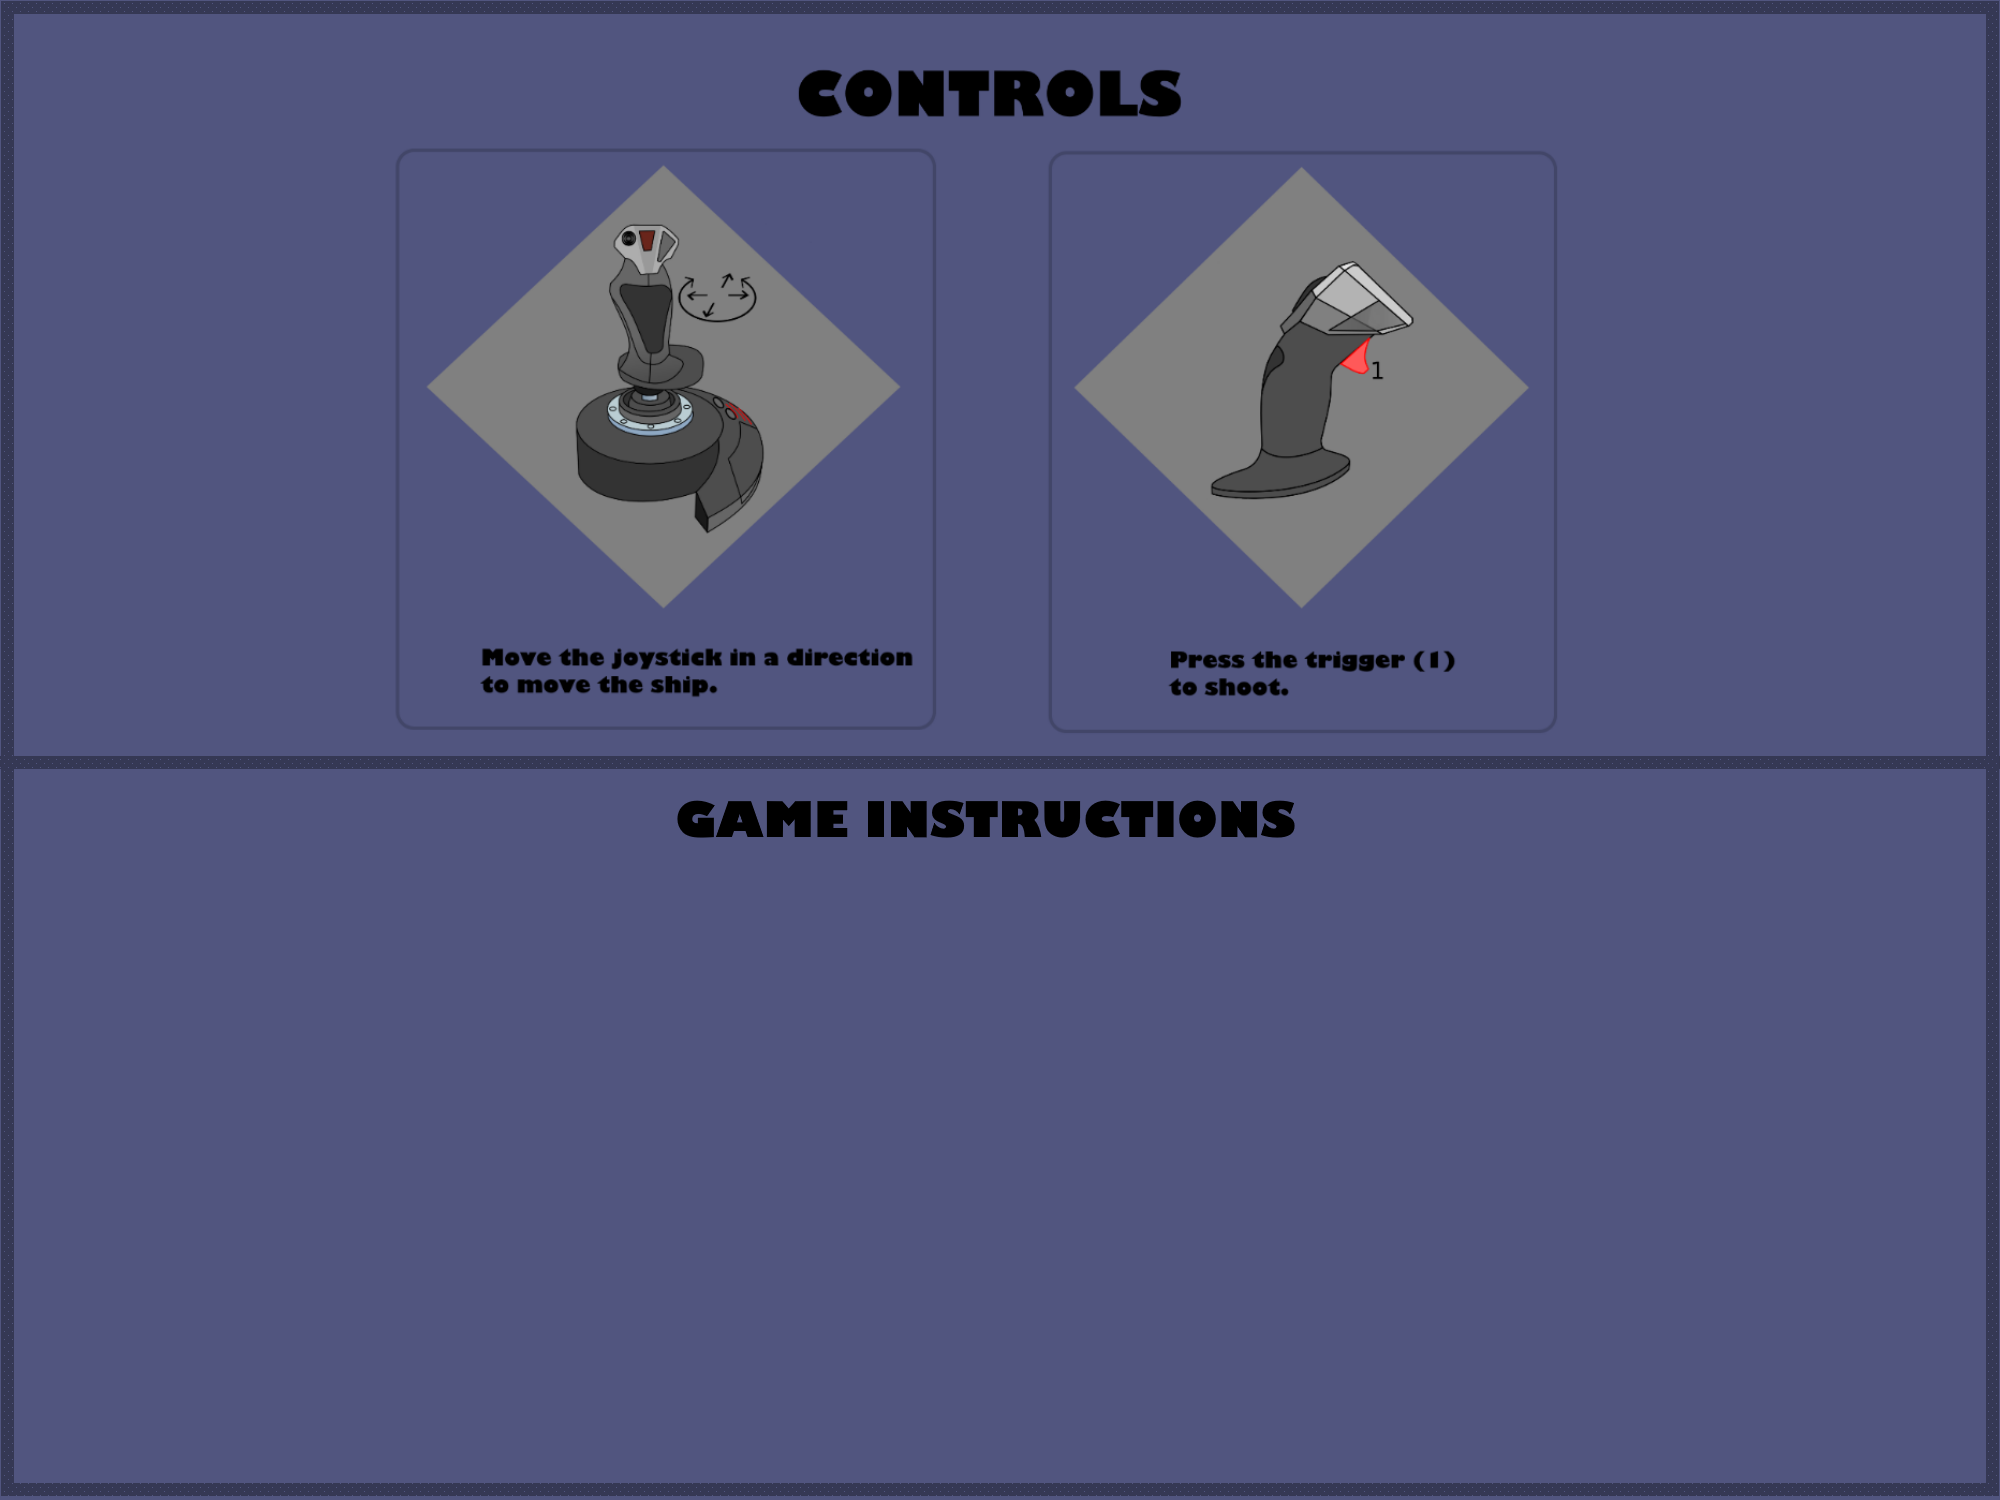 CONTROLS
1
Move the joystick in a direction
to move the ship.
Press the trigger (1)
to shoot.
GAME INSTRUCTIONS